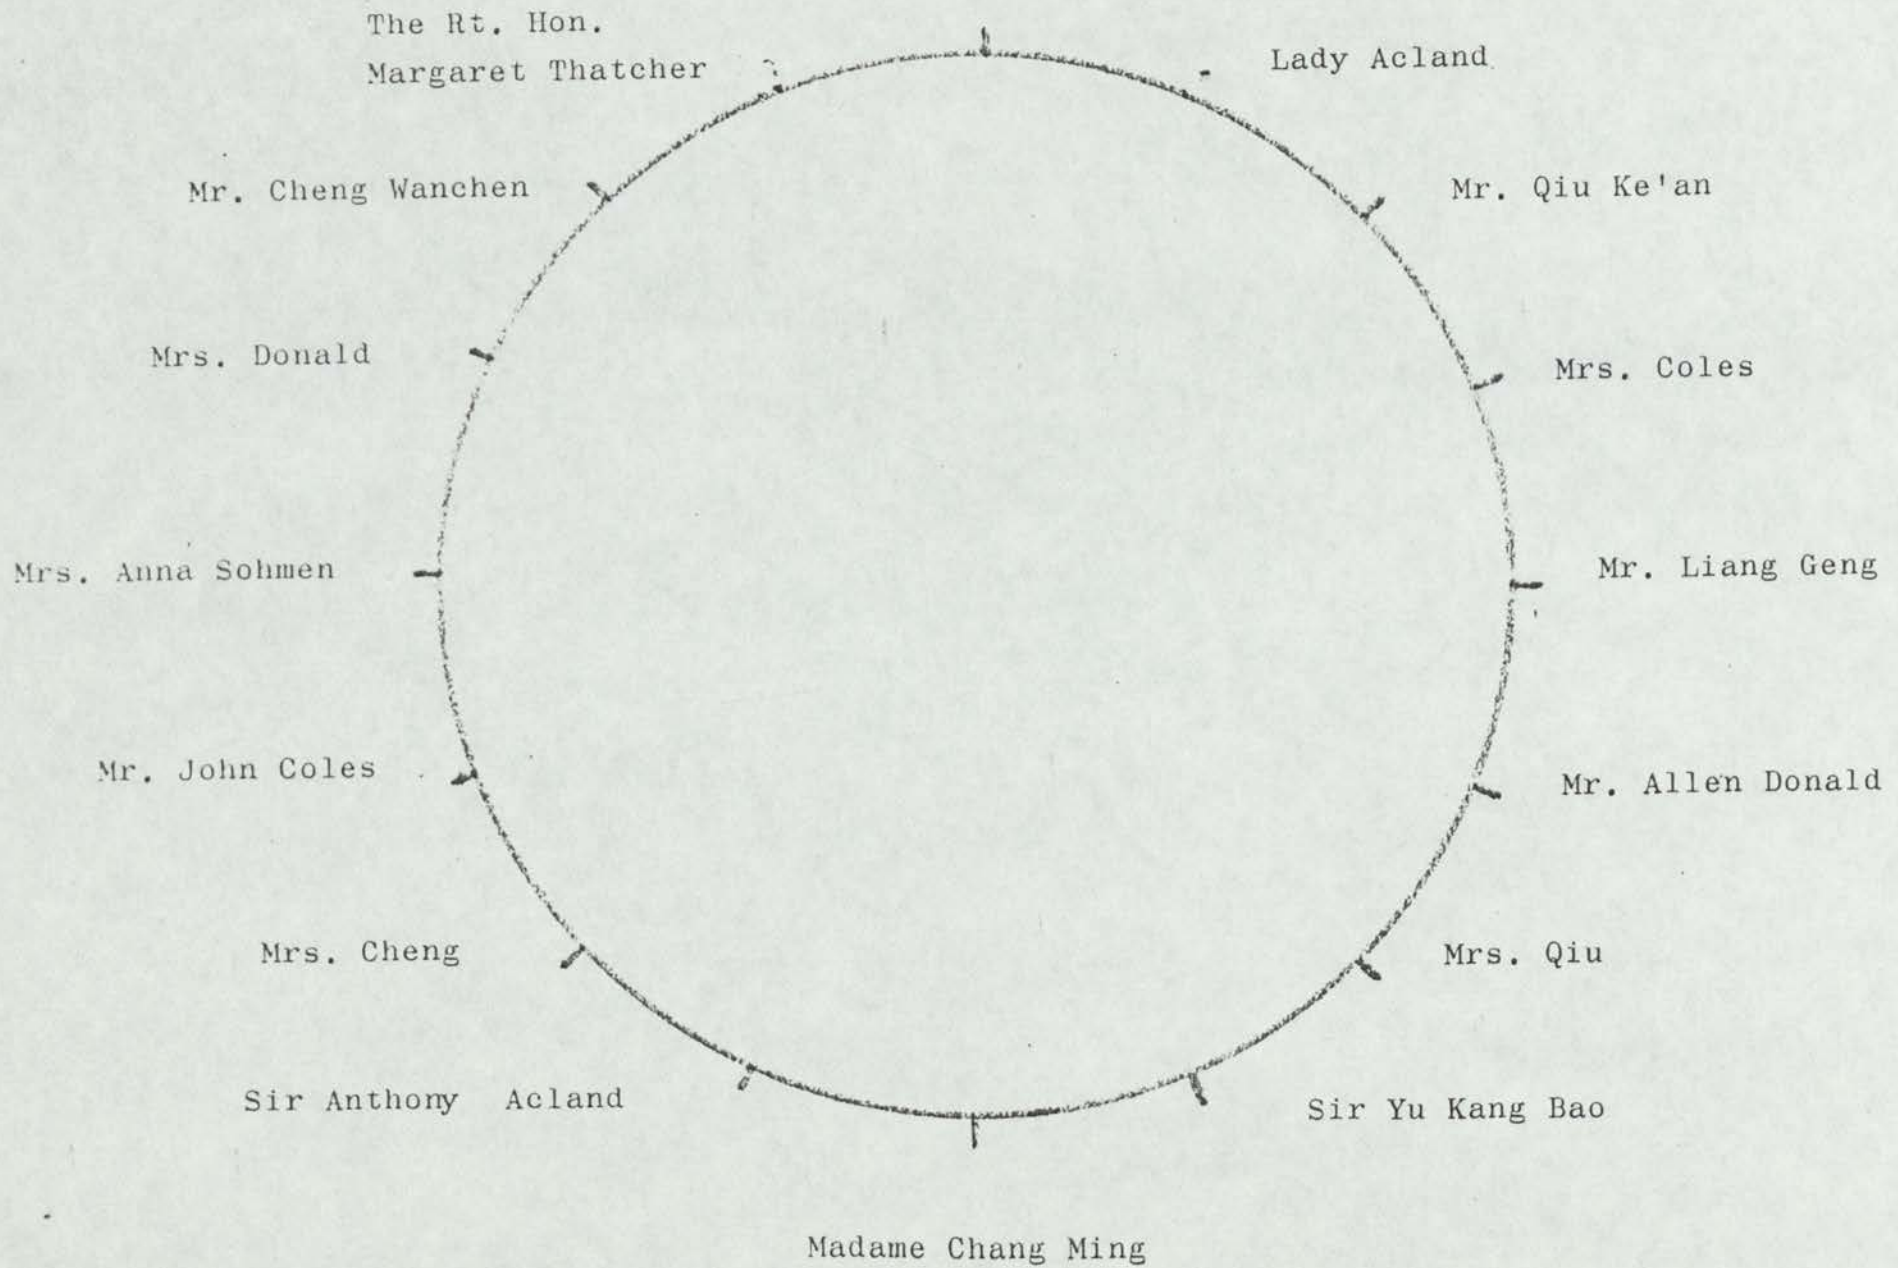 The Rt. Hon.
Margaret Thatcher
Lady Acland
Mr. Cheng Wanchen
Mr. Qiu Ke'an
Mrs. Donald
Mrs. Coles
Mrs. Anna Sohmen
Mr. Liang Geng
Mr. John Coles
Mr. Allen Donald
Mrs. Cheng
Mrs. Qiu
Sir Anthony Acland
Sir Yu Kang Bao
Madame Chang Ming